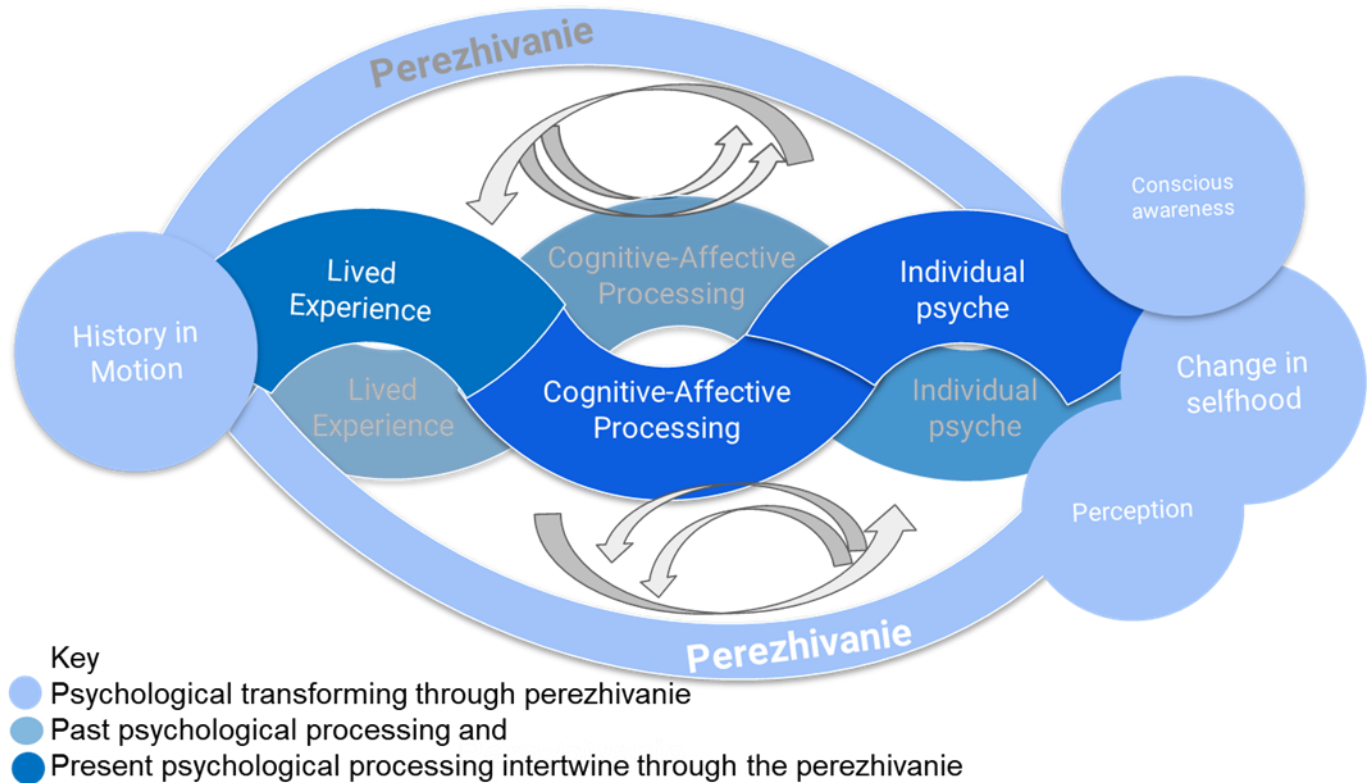 Perezhivanie
Conscious
awareness
Lived
Experience
Cognitive-Affective
Processing
Individual
psyche
History in
Motion
Lived
Experience
Cognitive-Affective
Processing
Individual
psyche
Change in
selfhood
Perception
Perezhivanie
Key
Psychological transforming through perezhivanie
Past psychological processing and
Present psychological processing intertwine through the perezhivanie